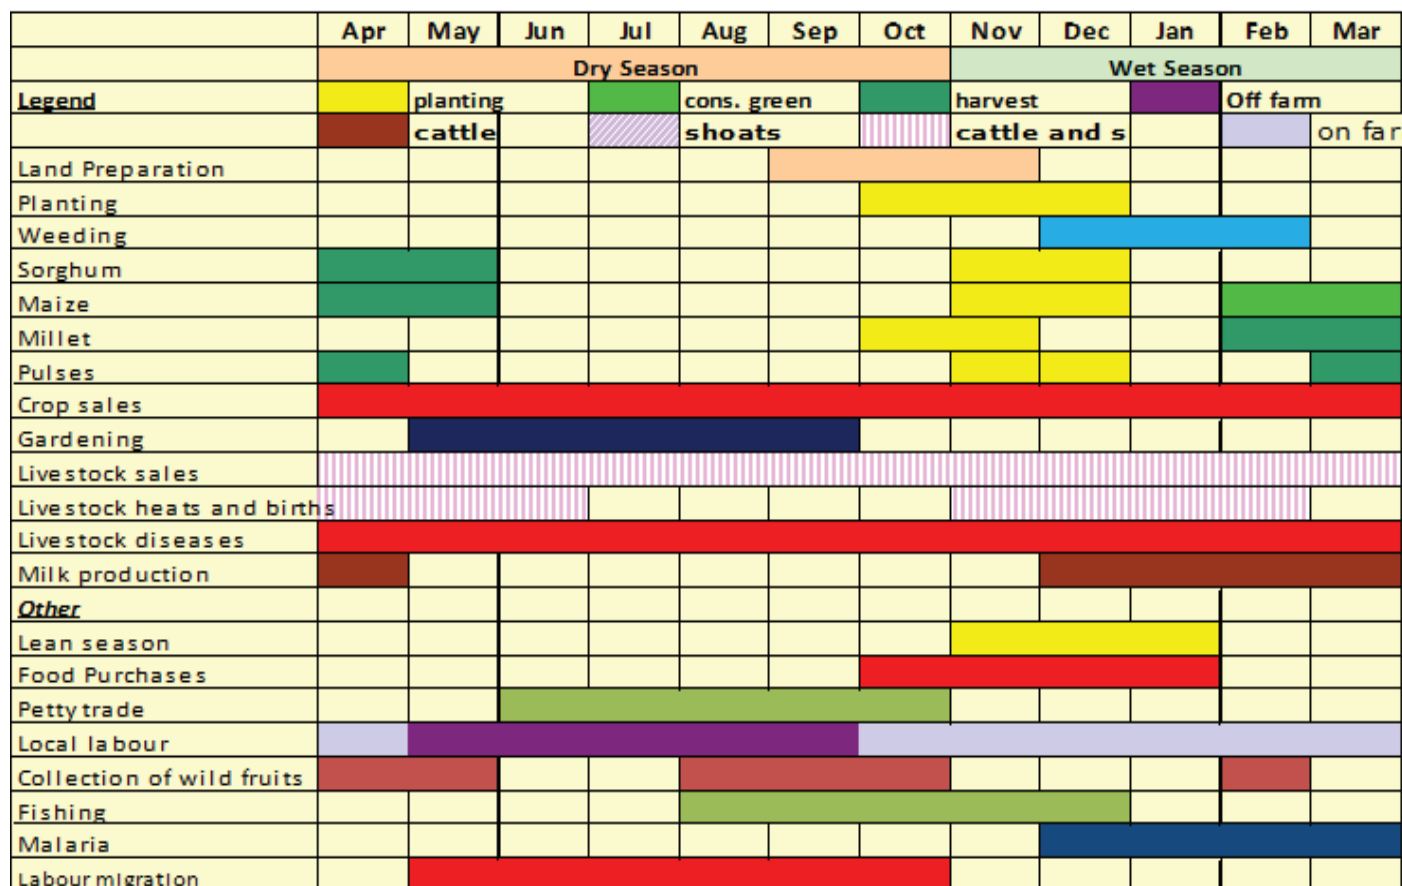 Apr May Jun Jul Aug Sep Oct Nov Dec Jan Feb Mar
Dry Season Wet Season
Legend planting cons. green harvest Off farm
cattle shoats cattle and s on far
Land Preparation
Planting
Weeding
Sorghum
Maize
Millet
Pulses
Crop sales
Gardening
Livestock sales
Livestock heats and births
Livestock diseases
Milk production
Other
Lean season
Food Purchases
Petty trade
Local labour
Collection of wild fruits
Fishing
Malaria
Labour migration